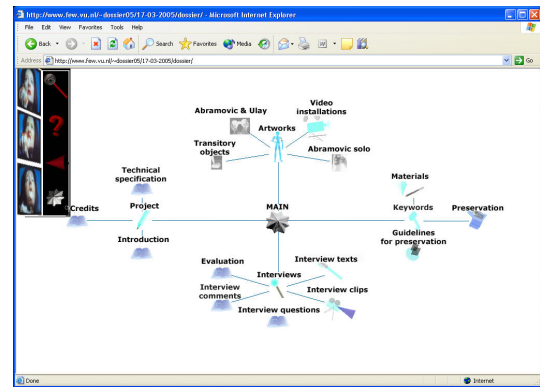 http://www.few.vu.nl/~dossier05/17-03-2005/dossier/ - Microsoft Internet Explorer
File Edit View Favorites Tools Help
Back Search Favorites Media
Address http://www.few.vu.nl/~dossier05/17-03-2005/dossier/ Go
Abramovic & Ulay
Video
installations
Artworks
Transitory
objects
Abramovic solo
Technical
specification
Materials
Credits
Project
MAIN
Keywords
Preservation
Introduction
Guidelines
for preservation
Evaluation
Interview texts
Interviews
Interview
comments
Interview clips
Interview questions
Done Internet